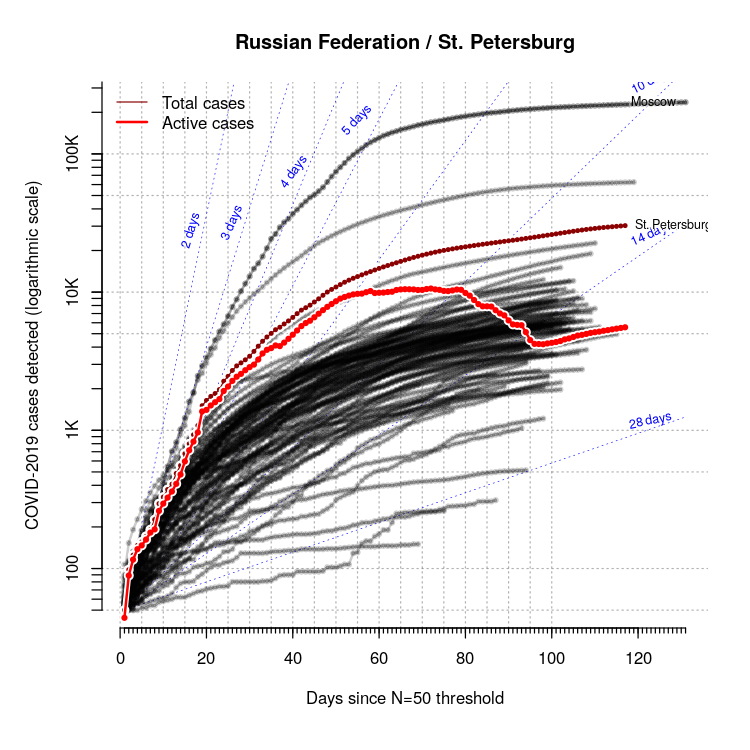 Russian Federation / St. Petersburg
Total cases
Active cases
2 days
3 days
4 days
5 days
Moscow
St. Petersburg
28 days
COVID-2019 cases detected (logarithmic scale)
100K
10K
1K
100
0 20 40 60 80 100 120
Days since N=50 threshold